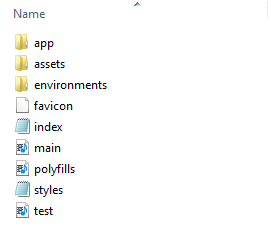 Name
app
assets
environments
favicon
index
main
polyfills
styles
test